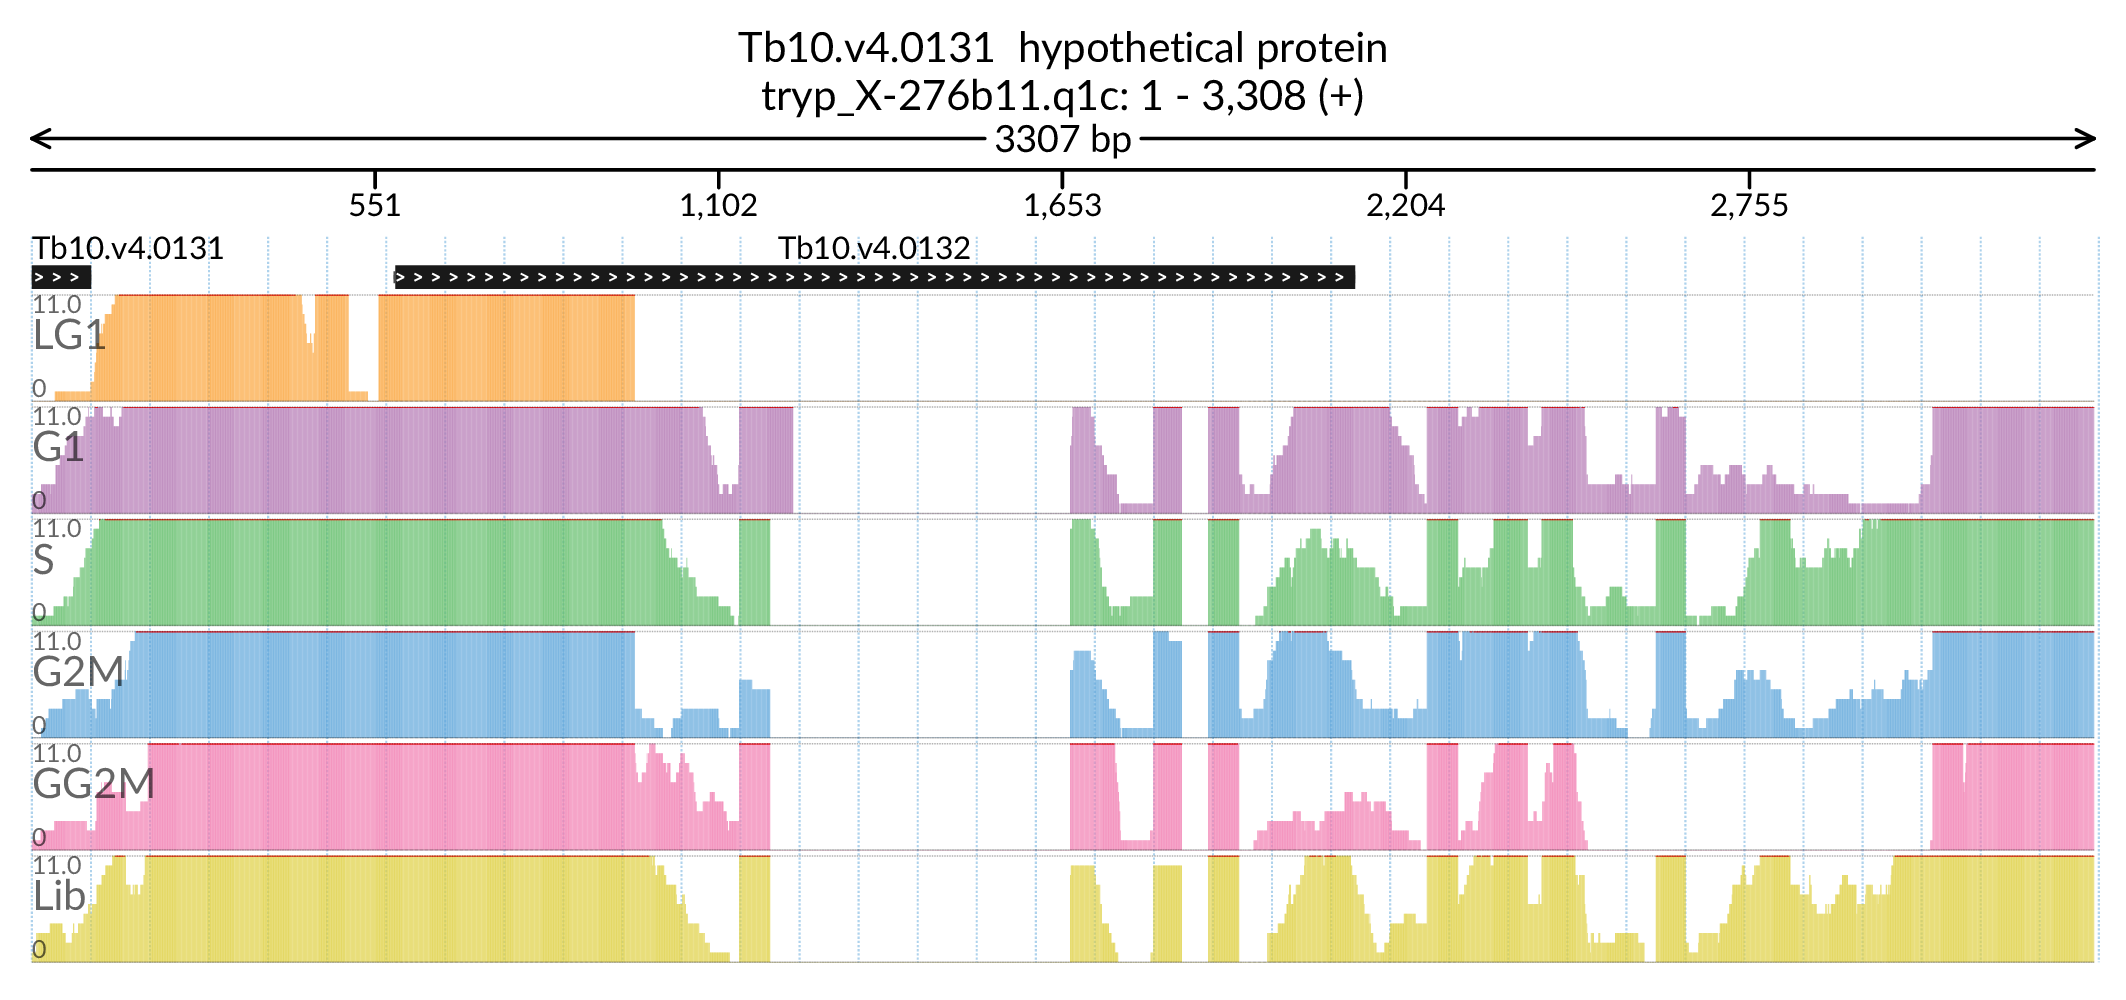 Tb10.v4.0131 hypothetical protein
tryp_X-276b11.q1c: 1 - 3,308 (+)
3307 bp
551 1,102 1,653 2,204 2,755
Tb10.v4.0131 Tb10.v4.0132
11.0
LG1
0
11.0
G1
0
11.0
S
0
11.0
G2M
0
11.0
GG2M
0
11.0
Lib
0